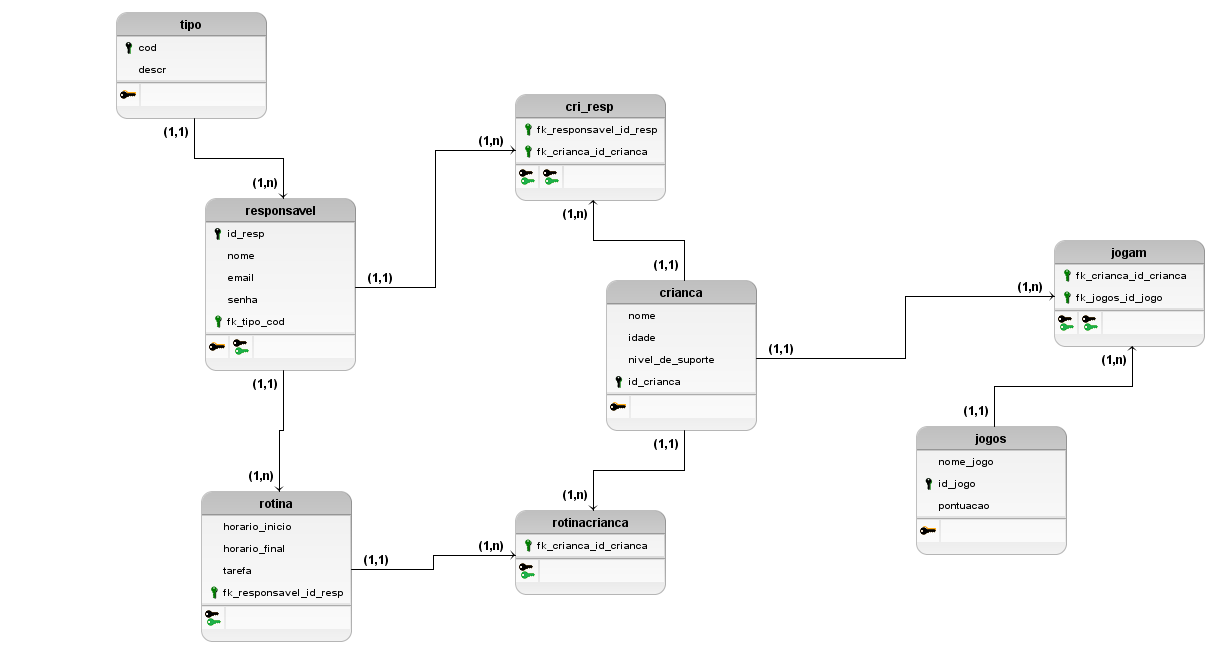 tipo
cod
descr
(1,1)
(1,n)
responsavel
id_resp
nome
email
senha
fk_tipo_cod
(1,1)
(1,n)
cri_resp
fk_responsavel_id_resp
fk_crianca_id_crianca
(1,n)
(1,1)
crianca
nome
idade
nivel_de_suporte
id_crianca
(1,1)
(1,n)
jogam
fk_crianca_id_crianca
fk_jogos_id_jogo
(1,n)
(1,1)
jogos
nome_jogo
id_jogo
pontuacao
(1,1)
(1,n)
rotina
horario_inicio
horario_final
tarefa
fk_responsavel_id_resp
(1,1)
(1,n)
(1,1)
(1,n)
rotinacrianca
fk_crianca_id_crianca